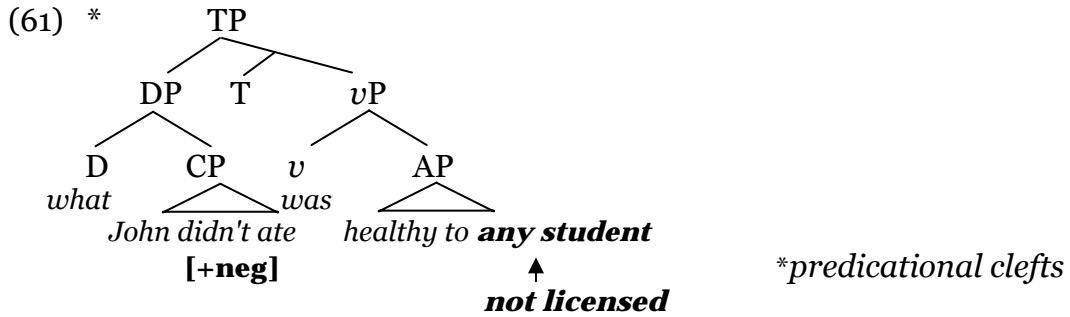 (61) * TP
DP T vP
D CP v AP
what was
John didn't ate healthy to any student
[+neg] *predicational clefts
not licensed